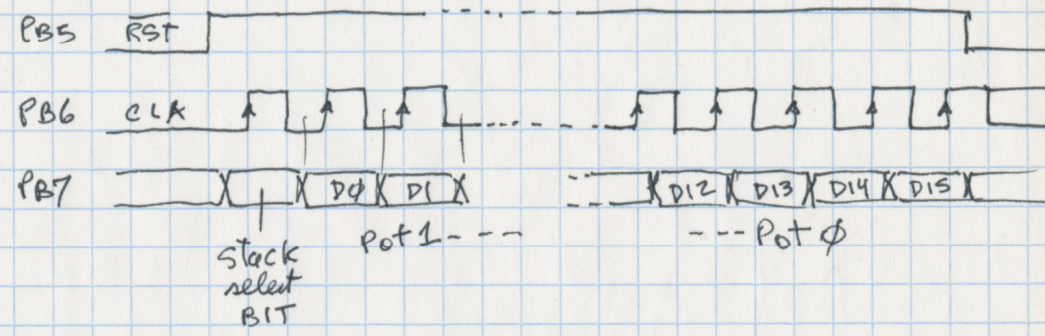 PB5 RST
PB6 CLK
PB7 DØ D1 D12 D13 D14 D15
Pot 1 --- --- Pot Ø
Stack
select
BIT